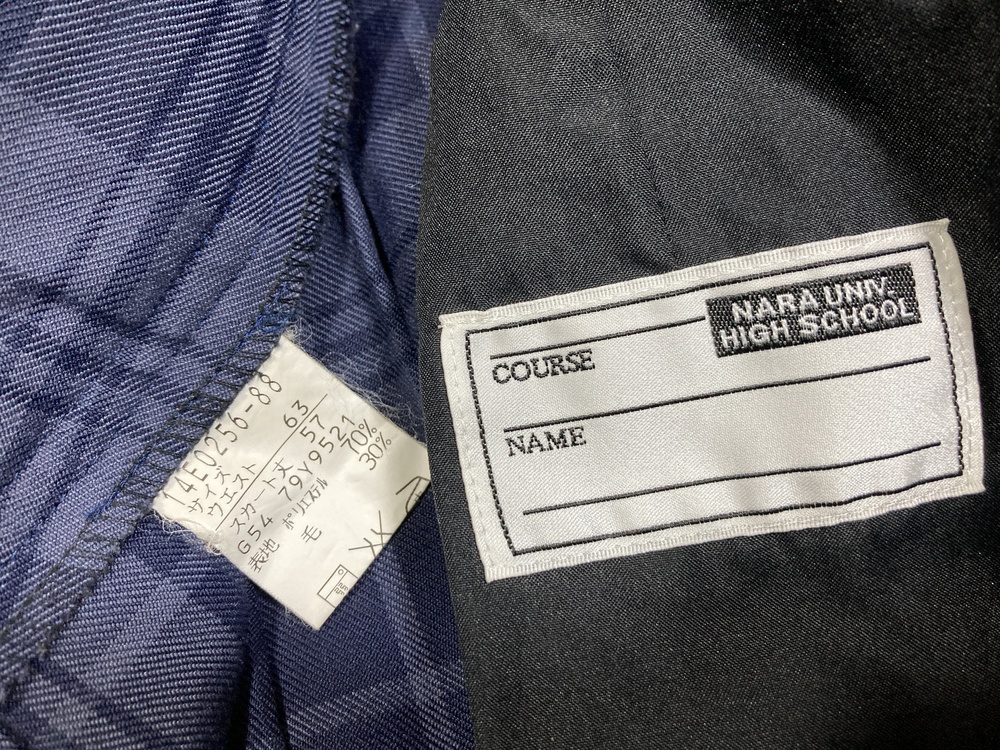 14E0256-88
サイズ
ウエスト 63
スカート丈 57
G54 79Y9521
表地 ポリエステル 70%
毛 30%
NARA UNIV.
HIGH SCHOOL
COURSE
NAME